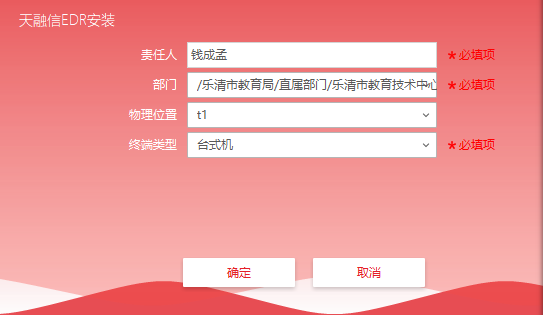 天融信EDR安装
责任人 钱成孟 * 必填项
部门 /乐清市教育局/直属部门/乐清市教育技术中心 * 必填项
物理位置 t1
终端类型 台式机 * 必填项
确定 取消